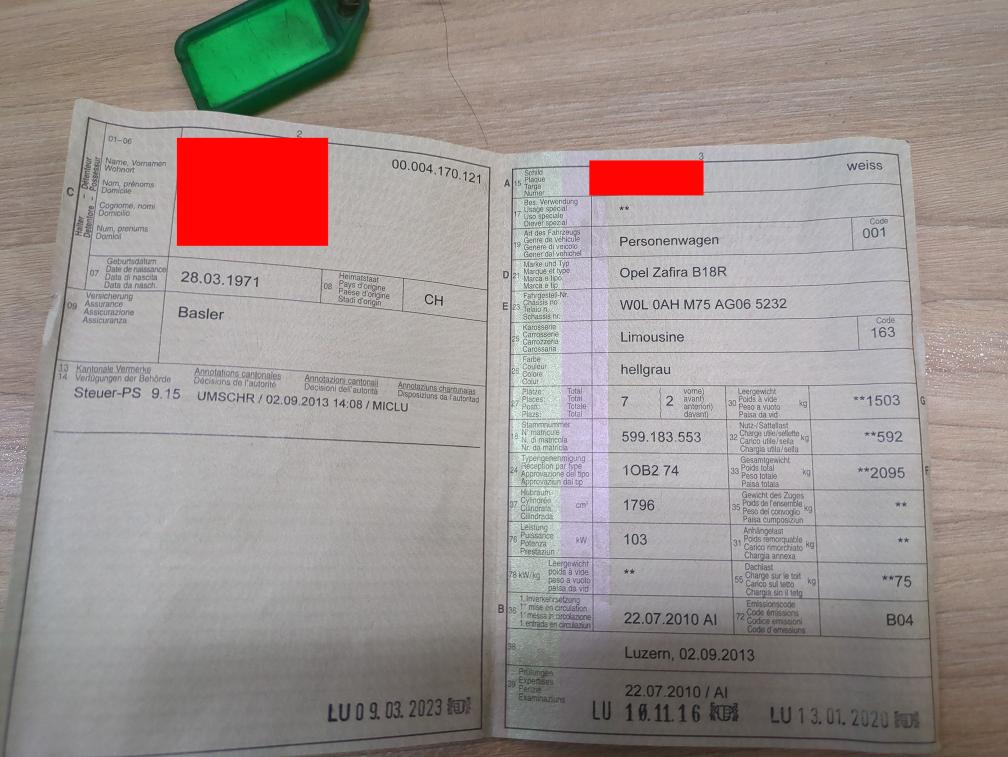 2
01-06
C
Halter
Détenteur
Detentore - Possessur
Name, Vornamen
Wohnort
Nom, prénoms
Domicile
Cognome, nomi
Domicilio
Num, prenums
Domicil
00.004.170.121
07
Geburtsdatum
Date de naissance
Data di nascita
Data da nasch.
28.03.1971
08
Heimatstaat
Pays d'origine
Paese d'origine
Stadi d'origin
CH
09
Versicherung
Assurance
Assicurazione
Assicuranza
Basler
13
14
Kantonale Vermerke
Verfügungen der Behörde
Annotations cantonales
Décisions de l'autorité
Annotazioni cantonali
Decisioni dell'autorità
Annotaziuns chantunalas
Disposiziuns da l'autoritad
Steuer-PS 9.15 UMSCHR / 02.09.2013 14:08 / MICLU
LU 0 9. 03. 2023
3
A
15
Schild
Plaque
Targa
Numer
weiss
17
Bes. Verwendung
Usage spécial
Uso speciale
Diever spezial
**
19
Art des Fahrzeugs
Genre de véhicule
Genere di veicolo
Gener dal vehichel
Personenwagen
Code
001
D
21
Marke und Typ
Marque et type
Marca e tipo
Marca e tip
Opel Zafira B18R
E
23
Fahrgestell-Nr.
Châssis no
Telaio n.
Schassis nr.
W0L 0AH M75 AG06 5232
25
Karosserie
Carrosserie
Carrozzeria
Carossaria
Limousine
Code
163
26
Farbe
Couleur
Colore
Colur
hellgrau
27
Plätze: Total
Places: Total
Posti: Totale
Plazs: Total
7
( 2 vorne)
avant)
anteriori)
davant)
30
Leergewicht
Poids à vide
Peso a vuoto
Paisa da vid
kg
**1503
G
18
Stammnummer
N° matricule
N. di matricola
Nr. da matricla
599.183.553
32
Nutz-/Sattellast
Charge utile/sellette
Carico utile/sella
Chargia utila/sella
kg
**592
24
Typengenehmigung
Réception par type
Approvazione del tipo
Approvaziun dal tip
1OB2 74
33
Gesamtgewicht
Poids total
Peso totale
Paisa totala
kg
**2095
F
37
Hubraum
Cylindrée
Cilindrata
Cilindrada
cm³
1796
35
Gewicht des Zuges
Poids de l'ensemble
Peso del convoglio
Paisa cumposiziun
kg
**
76
Leistung
Puissance
Potenza
Prestaziun
kW
103
31
Anhängelast
Poids remorquable
Carico rimorchiato
Chargia annexa
kg
**
78 kW/kg
Leergewicht
poids à vide
peso a vuoto
paisa da vid
**
55
Dachlast
Charge sur le toit
Carico sul tetto
Chargia sin il tetg
kg
**75
B
36
1. Inverkehrsetzung
1re mise en circulation
1a messa in circolazione
1. entrada en circulaziun
22.07.2010 AI
72
Emissionscode
Code émissions
Codice emissioni
Code d'emissiuns
B04
38
Luzern, 02.09.2013
39
Prüfungen
Expertises
Perizie
Examinaziuns
22.07.2010 / AI
LU 10.11.16
LU 1 3. 01. 2020